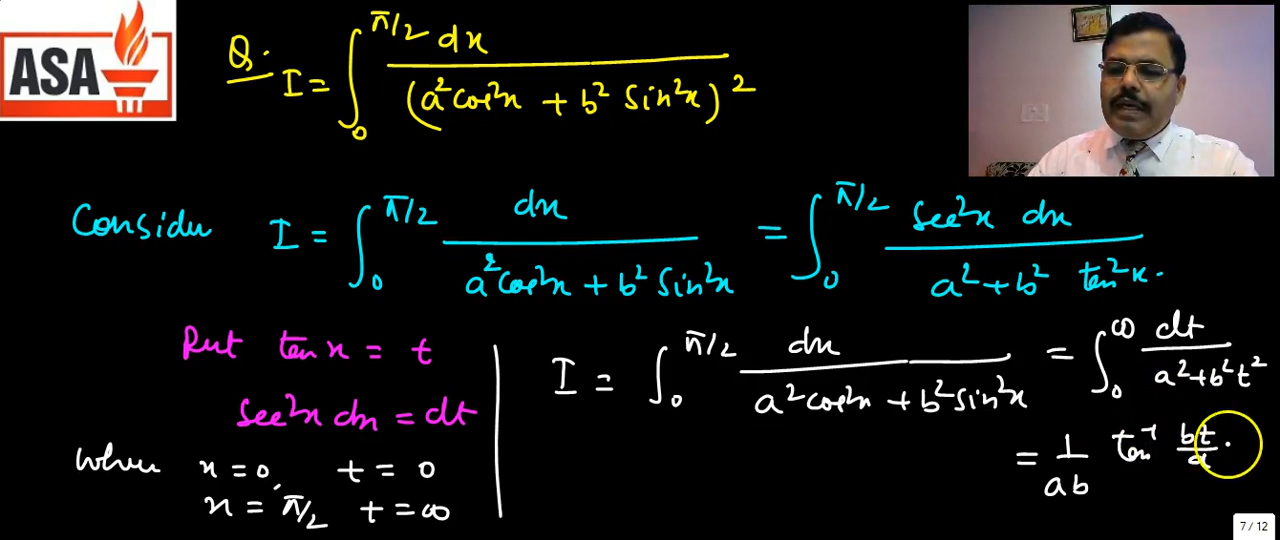 ASA
Q. I = ∫₀^π/2 dx / (a²cos²x + b² sin²x)²
Consider I = ∫₀^π/2 dx / (a²cos²x + b² sin²x) = ∫₀^π/2 sec²x dx / (a² + b² tan²x.)
Put tan x = t
sec²x dx = dt
When x = 0, t = 0
x = π/2 t = ∞
I = ∫₀^π/2 dx / (a²cos²x + b²sin²x) = ∫₀^∞ dt / (a² + b²t²)
= 1/ab tan⁻¹ bt/a .
7 / 12